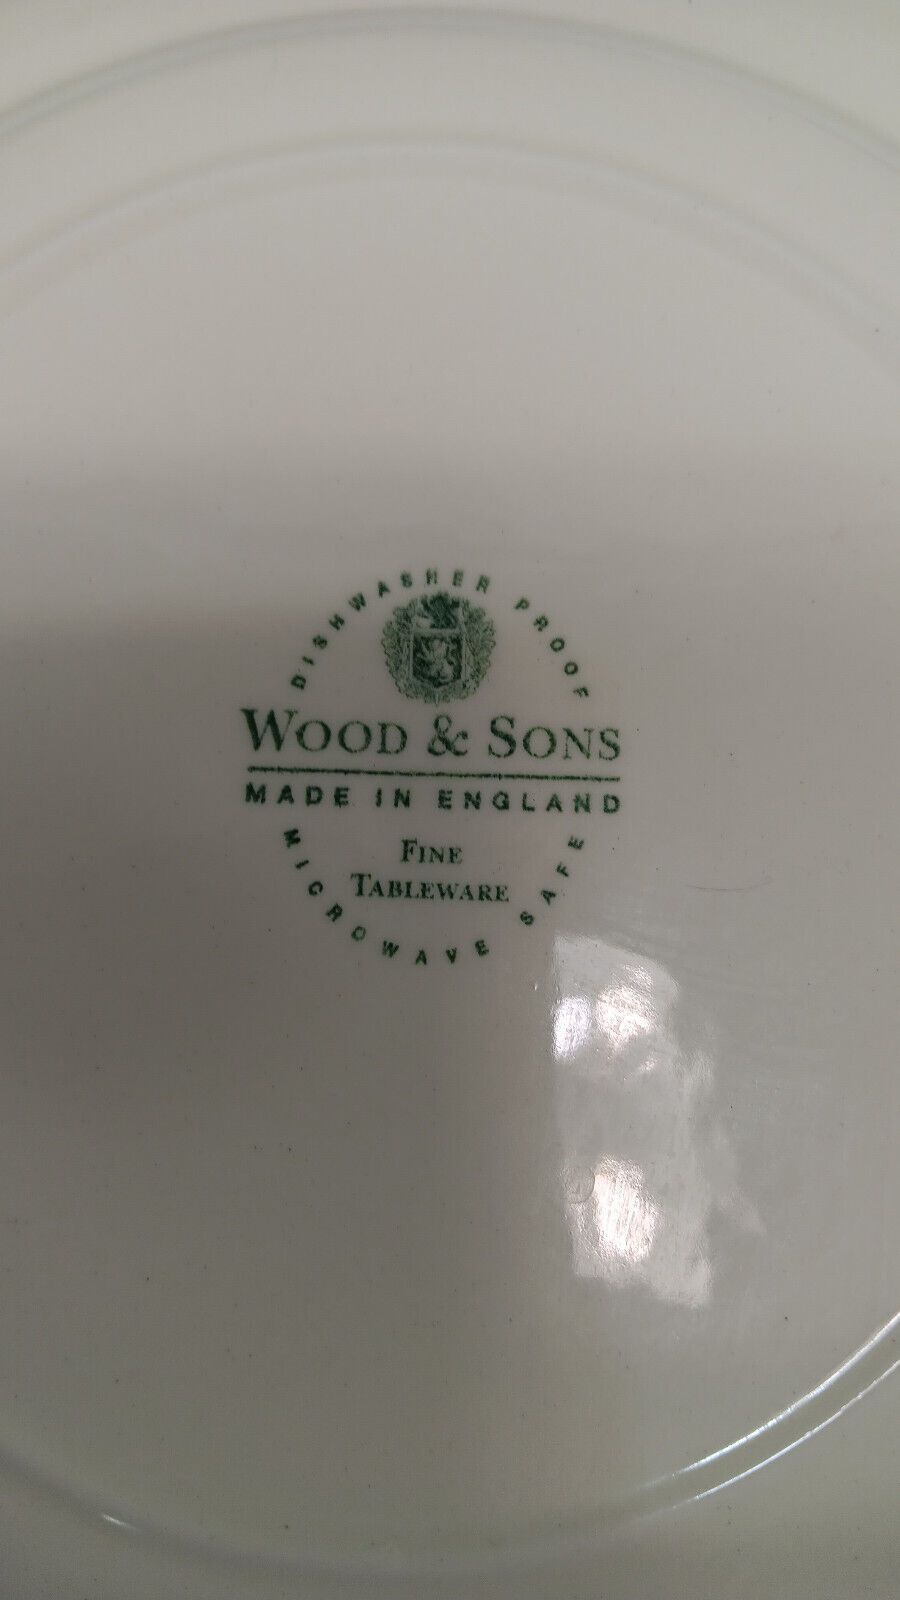 DISHWASHER PROOF
WOOD & SONS
MADE IN ENGLAND
FINE
TABLEWARE
MICROWAVE SAFE